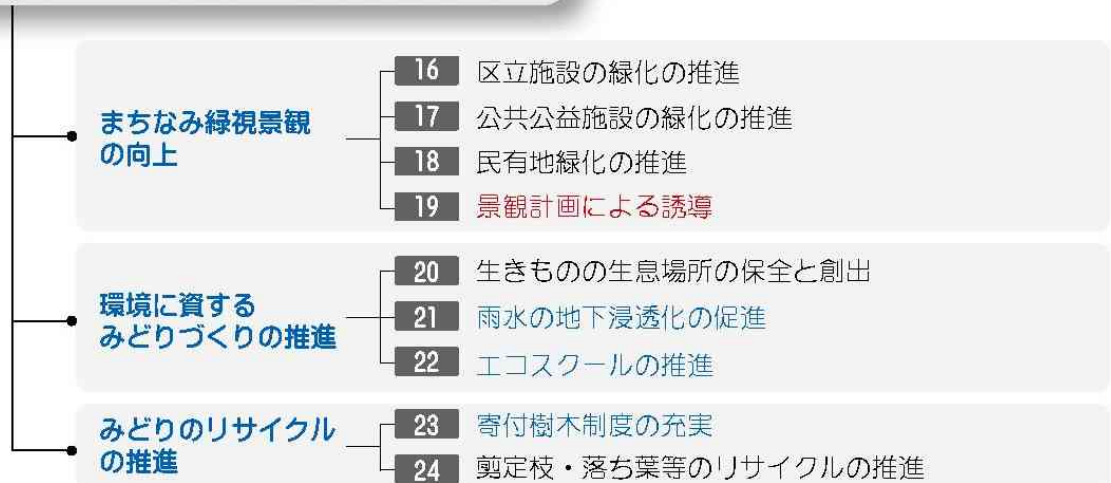 まちなみ緑視景観
の向上
16 区立施設の緑化の推進
17 公共公益施設の緑化の推進
18 民有地緑化の推進
19 景観計画による誘導
環境に資する
みどりづくりの推進
20 生きものの生息場所の保全と創出
21 雨水の地下浸透化の促進
22 エコスクールの推進
みどりのリサイクル
の推進
23 寄付樹木制度の充実
24 剪定枝・落ち葉等のリサイクルの推進